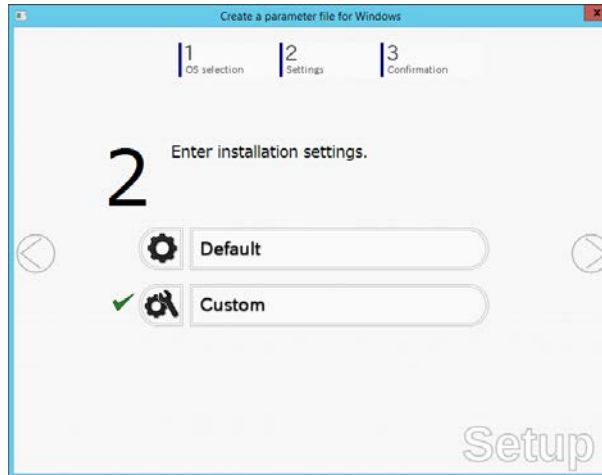 Create a parameter file for Windows
x
1
OS selection
2
Settings
3
Confirmation
2
Enter installation settings.
Default
Custom
Setup